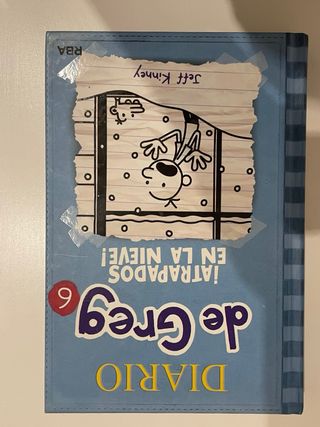 DIARIO
de Greg
6
¡ATRAPADOS
EN LA NIEVE!
Jeff Kinney
RBA